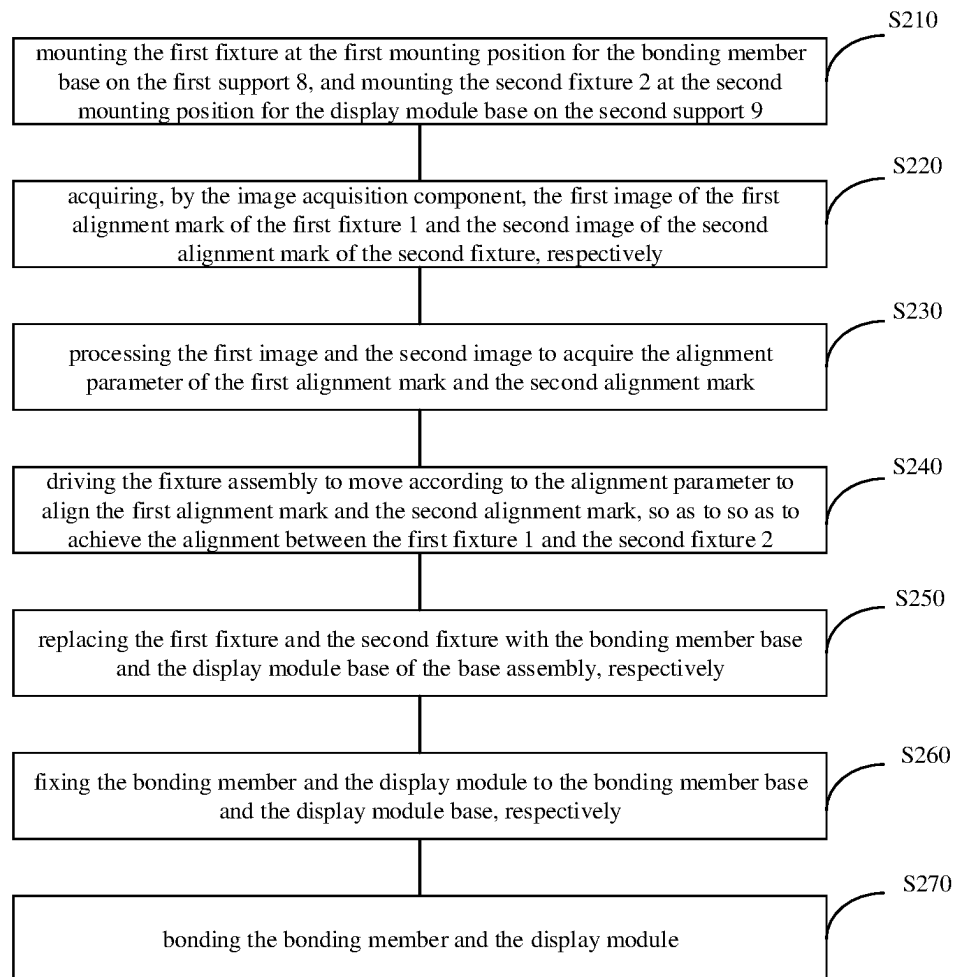 S210
mounting the first fixture at the first mounting position for the bonding member
base on the first support 8, and mounting the second fixture 2 at the second
mounting position for the display module base on the second support 9
S220
acquiring, by the image acquisition component, the first image of the first
alignment mark of the first fixture 1 and the second image of the second
alignment mark of the second fixture, respectively
S230
processing the first image and the second image to acquire the alignment
parameter of the first alignment mark and the second alignment mark
S240
driving the fixture assembly to move according to the alignment parameter to
align the first alignment mark and the second alignment mark, so as to so as to
achieve the alignment between the first fixture 1 and the second fixture 2
S250
replacing the first fixture and the second fixture with the bonding member base
and the display module base of the base assembly, respectively
S260
fixing the bonding member and the display module to the bonding member base
and the display module base, respectively
S270
bonding the bonding member and the display module